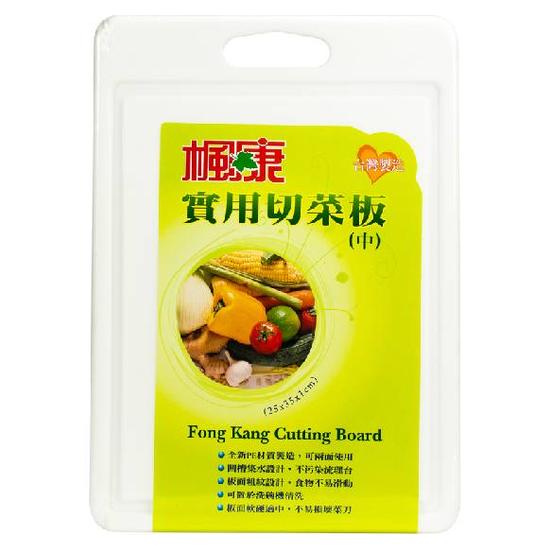 楓康
台灣製造
實用切菜板
(中)
(25x35x1cm)
Fong Kang Cutting Board
全新PE材質製造，可兩面使用
圍槽集水設計，不污染流理台
板面粗紋設計，食物不易滑動
可置於洗碗機清洗
板面軟硬適中，不易損壞菜刀